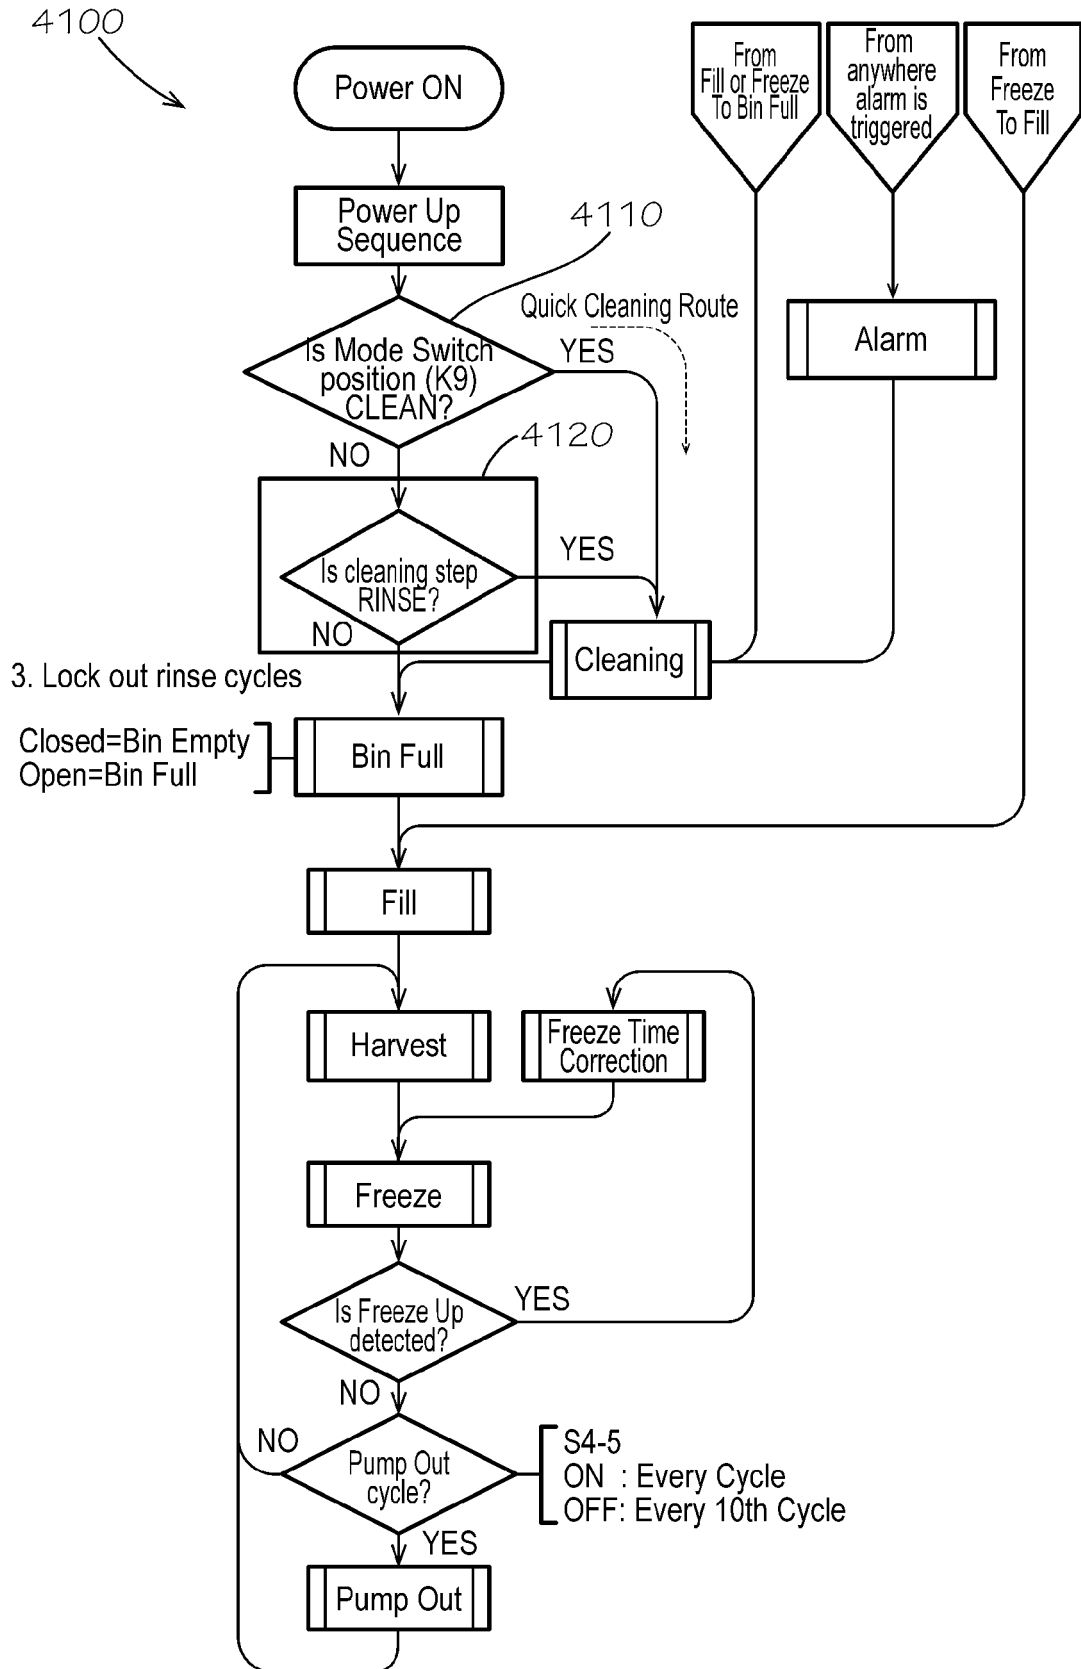 4100
Power ON
From
Fill or Freeze
To Bin Full
From
anywhere
alarm is
triggered
From
Freeze
To Fill
Power Up
Sequence
4110
Quick Cleaning Route
Is Mode Switch
position (K9)
CLEAN?
YES
Alarm
NO
4120
Is cleaning step
RINSE?
YES
NO
Cleaning
3. Lock out rinse cycles
Closed=Bin Empty
Open=Bin Full
Bin Full
Fill
Harvest
Freeze Time
Correction
Freeze
Is Freeze Up
detected?
YES
NO
NO
Pump Out
cycle?
S4-5
ON : Every Cycle
OFF: Every 10th Cycle
YES
Pump Out